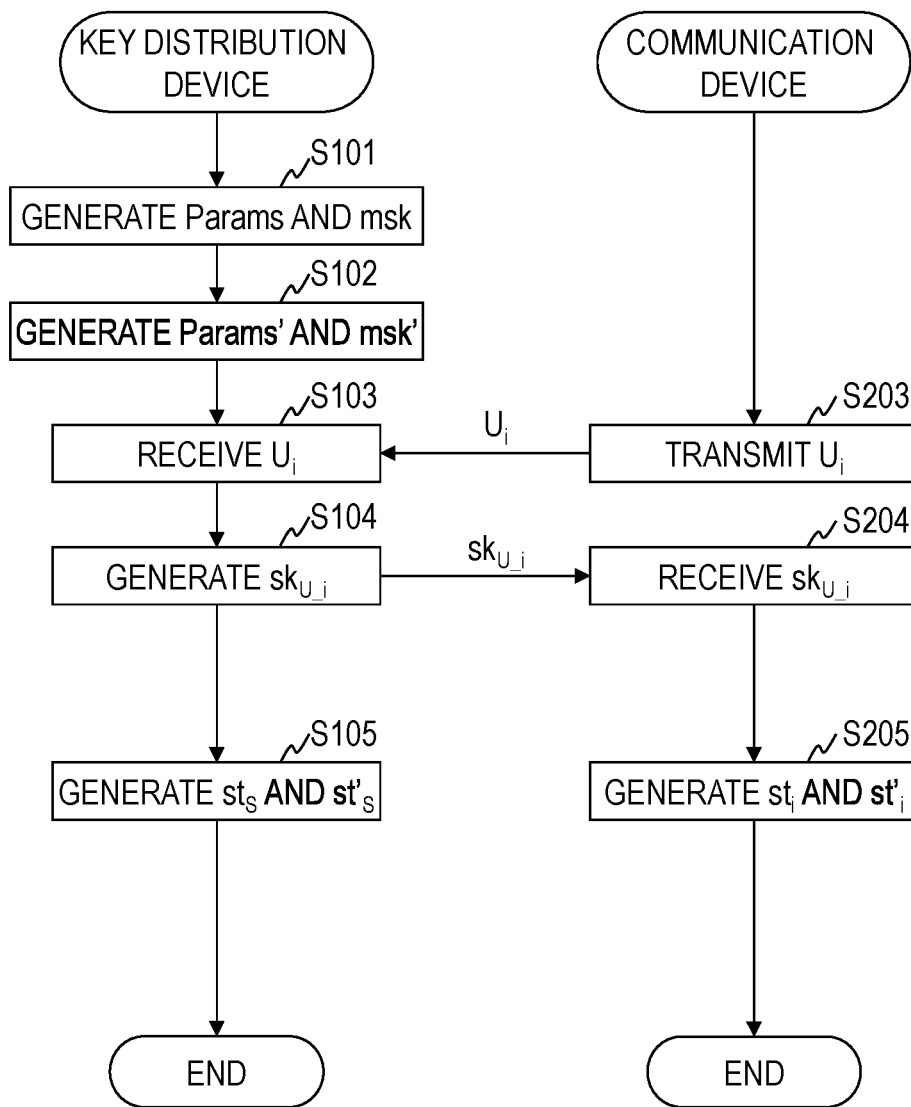 KEY DISTRIBUTION
DEVICE
COMMUNICATION
DEVICE
S101
GENERATE Params AND msk
S102
GENERATE Params’ AND msk’
S103
RECEIVE U_i
U_i
S203
TRANSMIT U_i
S104
GENERATE sk_U_i
sk_U_i
S204
RECEIVE sk_U_i
S105
GENERATE st_S AND st'_S
S205
GENERATE st_i AND st'_i
END
END